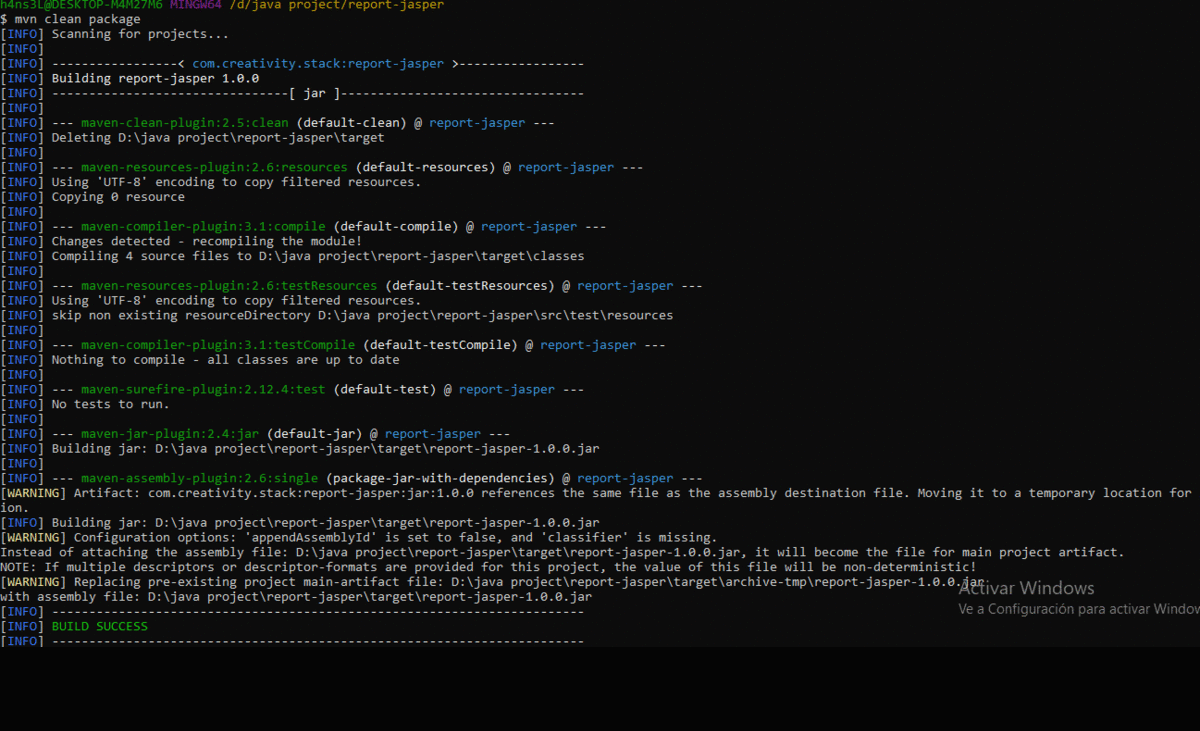 h4ns3L@DESKTOP-M4M27M6 MINGW64 /d/java project/report-jasper
$ mvn clean package
[INFO] Scanning for projects...
[INFO]
[INFO] -----------------< com.creativity.stack:report-jasper >-----------------
[INFO] Building report-jasper 1.0.0
[INFO] --------------------------------[ jar ]---------------------------------
[INFO]
[INFO] --- maven-clean-plugin:2.5:clean (default-clean) @ report-jasper ---
[INFO] Deleting D:\java project\report-jasper\target
[INFO]
[INFO] --- maven-resources-plugin:2.6:resources (default-resources) @ report-jasper ---
[INFO] Using 'UTF-8' encoding to copy filtered resources.
[INFO] Copying 0 resource
[INFO]
[INFO] --- maven-compiler-plugin:3.1:compile (default-compile) @ report-jasper ---
[INFO] Changes detected - recompiling the module!
[INFO] Compiling 4 source files to D:\java project\report-jasper\target\classes
[INFO]
[INFO] --- maven-resources-plugin:2.6:testResources (default-testResources) @ report-jasper ---
[INFO] Using 'UTF-8' encoding to copy filtered resources.
[INFO] skip non existing resourceDirectory D:\java project\report-jasper\src\test\resources
[INFO]
[INFO] --- maven-compiler-plugin:3.1:testCompile (default-testCompile) @ report-jasper ---
[INFO] Nothing to compile - all classes are up to date
[INFO]
[INFO] --- maven-surefire-plugin:2.12.4:test (default-test) @ report-jasper ---
[INFO] No tests to run.
[INFO]
[INFO] --- maven-jar-plugin:2.4:jar (default-jar) @ report-jasper ---
[INFO] Building jar: D:\java project\report-jasper\target\report-jasper-1.0.0.jar
[INFO]
[INFO] --- maven-assembly-plugin:2.6:single (package-jar-with-dependencies) @ report-jasper ---
[WARNING] Artifact: com.creativity.stack:report-jasper:jar:1.0.0 references the same file as the assembly destination file. Moving it to a temporary location for
ion.
[INFO] Building jar: D:\java project\report-jasper\target\report-jasper-1.0.0.jar
[WARNING] Configuration options: 'appendAssemblyId' is set to false, and 'classifier' is missing.
Instead of attaching the assembly file: D:\java project\report-jasper\target\report-jasper-1.0.0.jar, it will become the file for main project artifact.
NOTE: If multiple descriptors or descriptor-formats are provided for this project, the value of this file will be non-deterministic!
[WARNING] Replacing pre-existing project main-artifact file: D:\java project\report-jasper\target\archive-tmp\report-jasper-1.0.0.jar
with assembly file: D:\java project\report-jasper\target\report-jasper-1.0.0.jar
[INFO] ------------------------------------------------------------------------
[INFO] BUILD SUCCESS
[INFO] ------------------------------------------------------------------------
Activar Windows
Ve a Configuración para activar Window